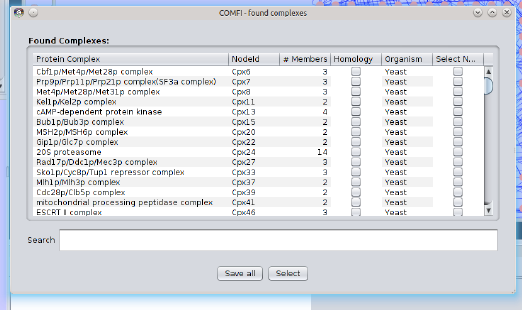 COMFI - found complexes
Found Complexes:
Protein Complex NodeId # Members Homology Organism Select N...
Cbf1p/Met4p/Met28p complex Cpx6 3 Yeast
Prp9p/Prp11p/Prp21p complex(SF3a complex) Cpx7 3 Yeast
Met4p/Met28p/Met31p complex Cpx8 3 Yeast
Kel1p/Kel2p complex Cpx11 2 Yeast
cAMP-dependent protein kinase Cpx13 4 Yeast
Bub1p/Bub3p complex Cpx15 2 Yeast
MSH2p/MSH6p complex Cpx20 2 Yeast
Gip1p/Glc7p complex Cpx22 2 Yeast
20S proteasome Cpx24 14 Yeast
Rad17p/Ddc1p/Mec3p complex Cpx27 3 Yeast
Sko1p/Cyc8p/Tup1 repressor complex Cpx33 3 Yeast
Mlh1p/Mlh3p complex Cpx37 2 Yeast
Cdc28p/Clb5p complex Cpx39 2 Yeast
mitochondrial processing peptidase complex Cpx41 2 Yeast
ESCRT I complex Cpx46 3 Yeast
Search
Save all Select